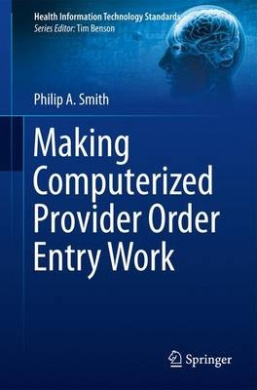 Health Information Technology Standards
Series Editor: Tim Benson
Philip A. Smith
Making
Computerized
Provider Order
Entry Work
Springer